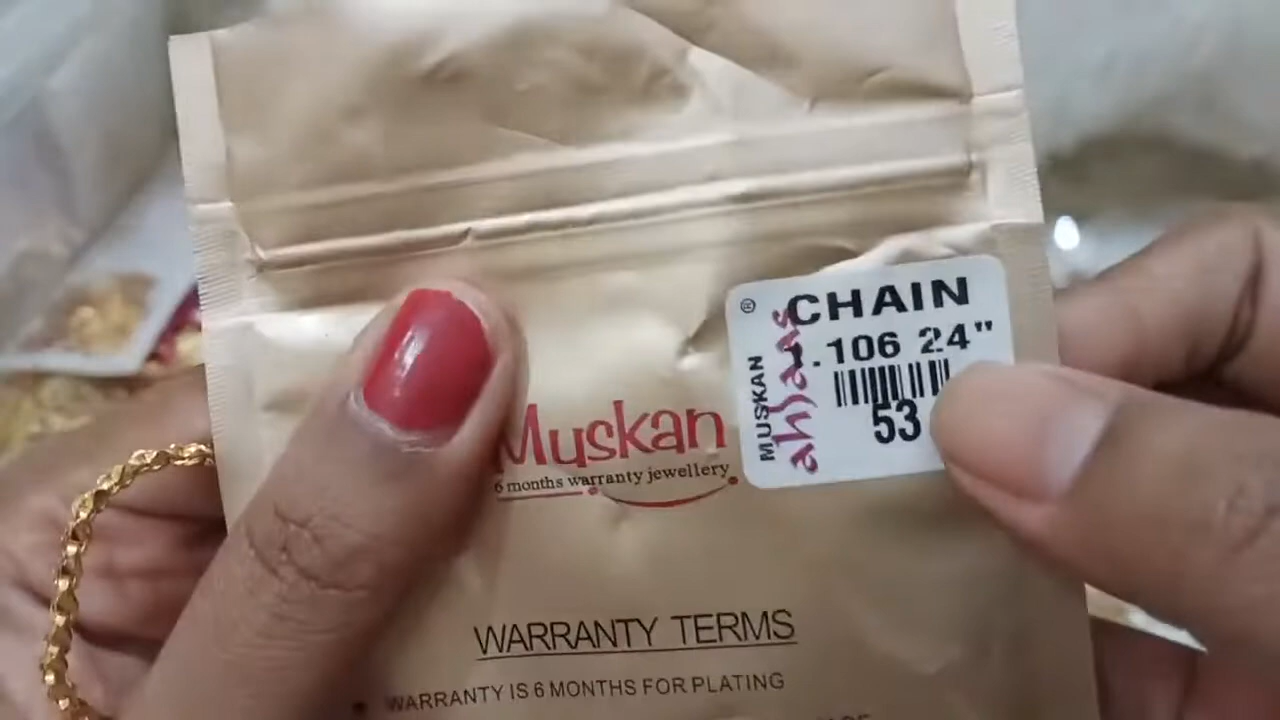 ®
CHAIN
.106 24"
53
MUSKAN
Muskan
6 months warranty jewellery
WARRANTY TERMS
WARRANTY IS 6 MONTHS FOR PLATING